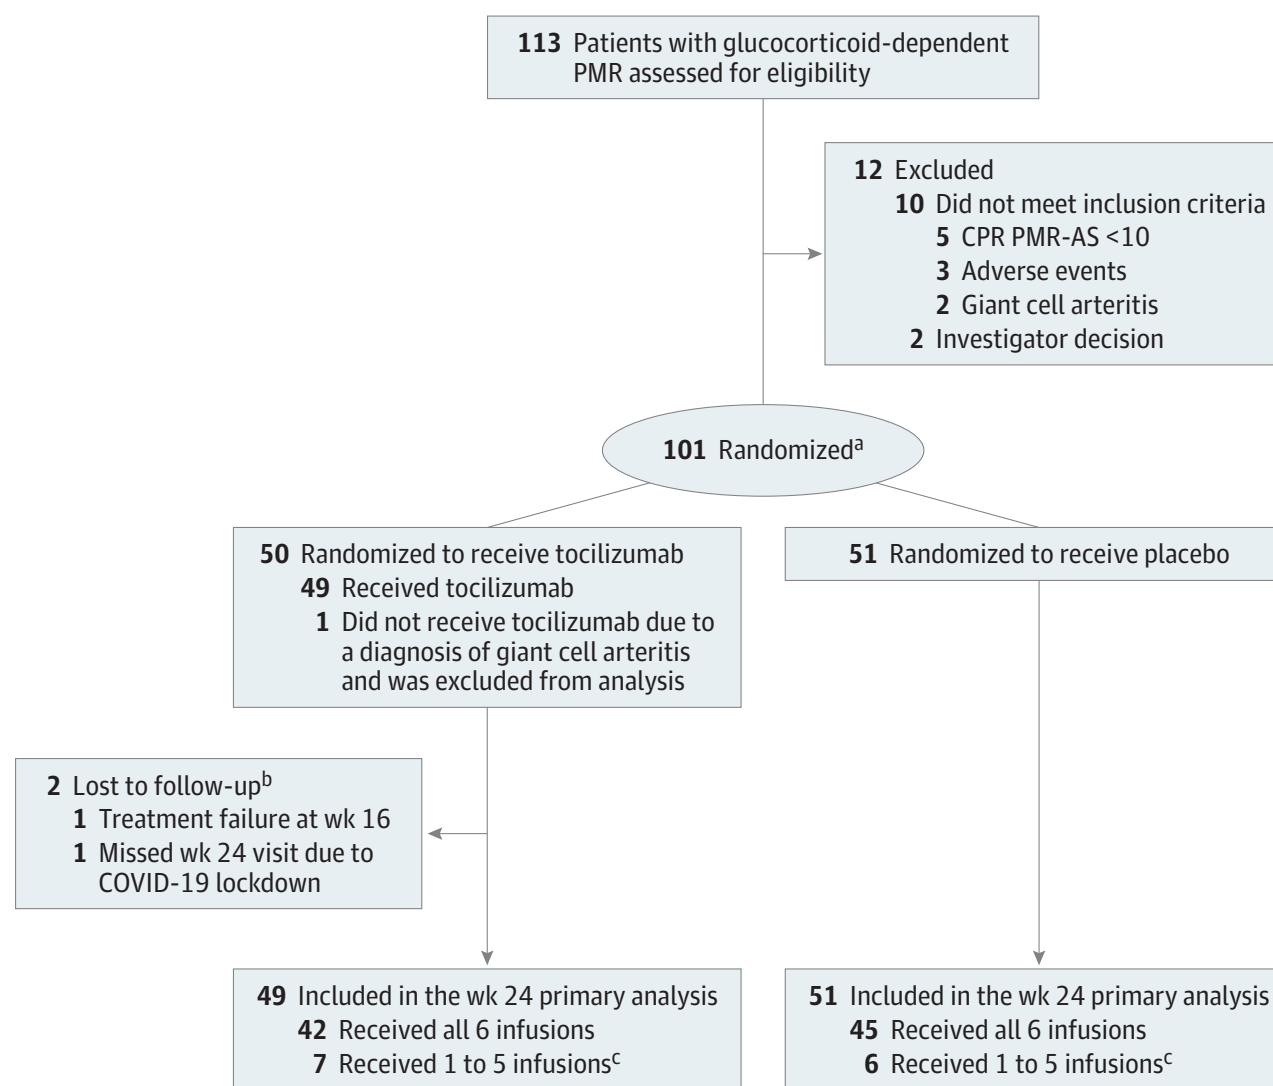 113 Patients with glucocorticoid-dependent
PMR assessed for eligibility
12 Excluded
10 Did not meet inclusion criteria
5 CPR PMR-AS <10
3 Adverse events
2 Giant cell arteritis
2 Investigator decision
101 Randomizedᵃ
50 Randomized to receive tocilizumab
49 Received tocilizumab
1 Did not receive tocilizumab due to
a diagnosis of giant cell arteritis
and was excluded from analysis
51 Randomized to receive placebo
2 Lost to follow-upᵇ
1 Treatment failure at wk 16
1 Missed wk 24 visit due to
COVID-19 lockdown
49 Included in the wk 24 primary analysis
42 Received all 6 infusions
7 Received 1 to 5 infusionsᶜ
51 Included in the wk 24 primary analysis
45 Received all 6 infusions
6 Received 1 to 5 infusionsᶜ